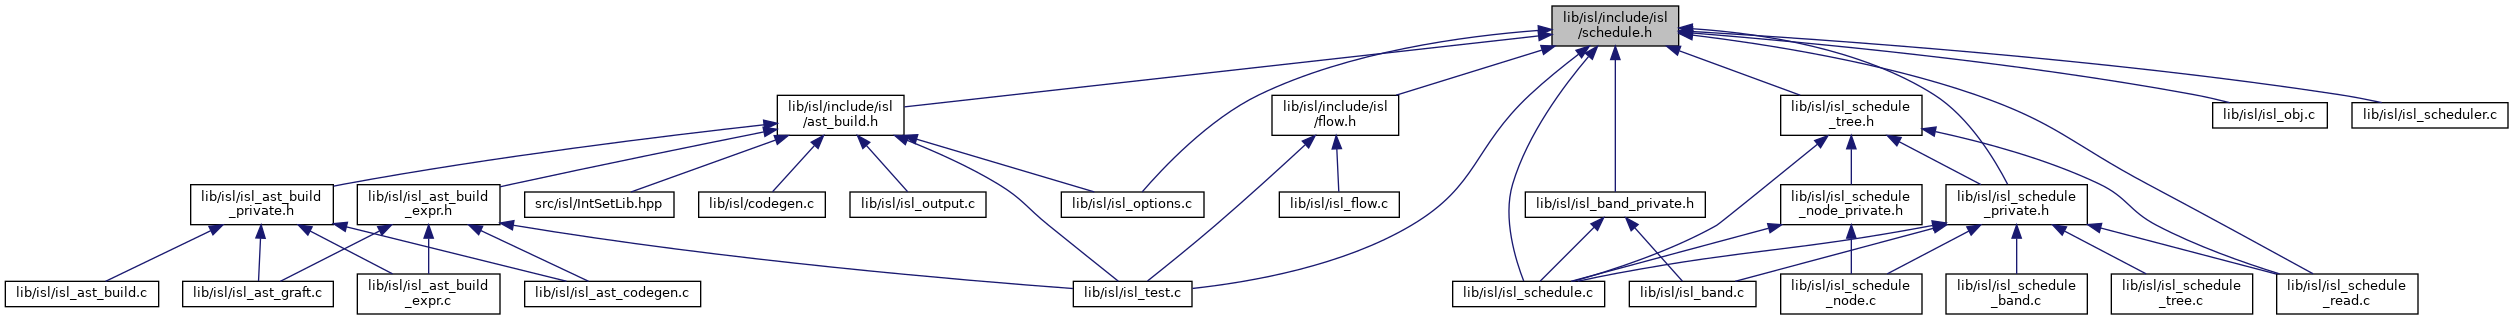 lib/isl/include/isl
/schedule.h
lib/isl/include/isl
/ast_build.h
lib/isl/include/isl
/flow.h
lib/isl/isl_schedule
_tree.h
lib/isl/isl_obj.c
lib/isl/isl_scheduler.c
lib/isl/isl_ast_build
_private.h
lib/isl/isl_ast_build
_expr.h
src/isl/IntSetLib.hpp
lib/isl/codegen.c
lib/isl/isl_output.c
lib/isl/isl_options.c
lib/isl/isl_flow.c
lib/isl/isl_band_private.h
lib/isl/isl_schedule
_node_private.h
lib/isl/isl_schedule
_private.h
lib/isl/isl_ast_build.c
lib/isl/isl_ast_graft.c
lib/isl/isl_ast_build
_expr.c
lib/isl/isl_ast_codegen.c
lib/isl/isl_test.c
lib/isl/isl_schedule.c
lib/isl/isl_band.c
lib/isl/isl_schedule
_node.c
lib/isl/isl_schedule
_band.c
lib/isl/isl_schedule
_tree.c
lib/isl/isl_schedule
_read.c